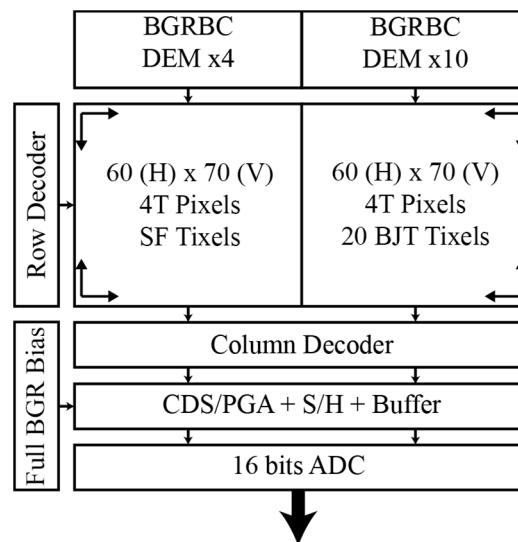 BGRBC
DEM x4
BGRBC
DEM x10
Row Decoder
60 (H) x 70 (V)
4T Pixels
SF Tixels
60 (H) x 70 (V)
4T Pixels
20 BJT Tixels
Full BGR Bias
Column Decoder
CDS/PGA + S/H + Buffer
16 bits ADC